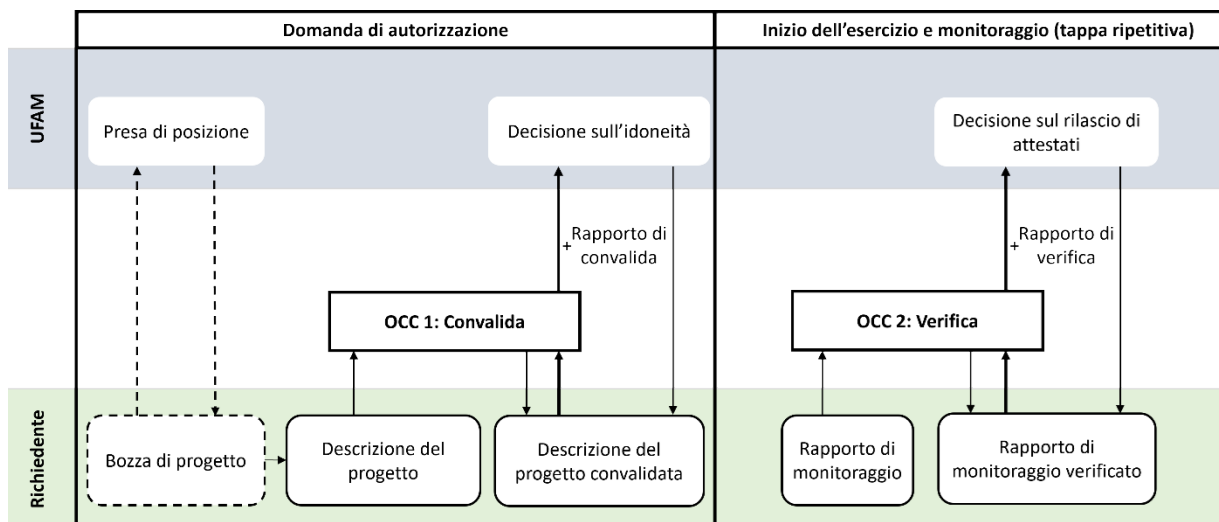 Domanda di autorizzazione
Inizio dell'esercizio e monitoraggio (tappa ripetitiva)
UFAM
Presa di posizione
Decisione sull'idoneità
Decisione sul rilascio di
attestati
+
Rapporto di
convalida
+
Rapporto di
verifica
OCC 1: Convalida
OCC 2: Verifica
Richiedente
Bozza di progetto
Descrizione del
progetto
Descrizione del
progetto convalidata
Rapporto di
monitoraggio
Rapporto di
monitoraggio verificato